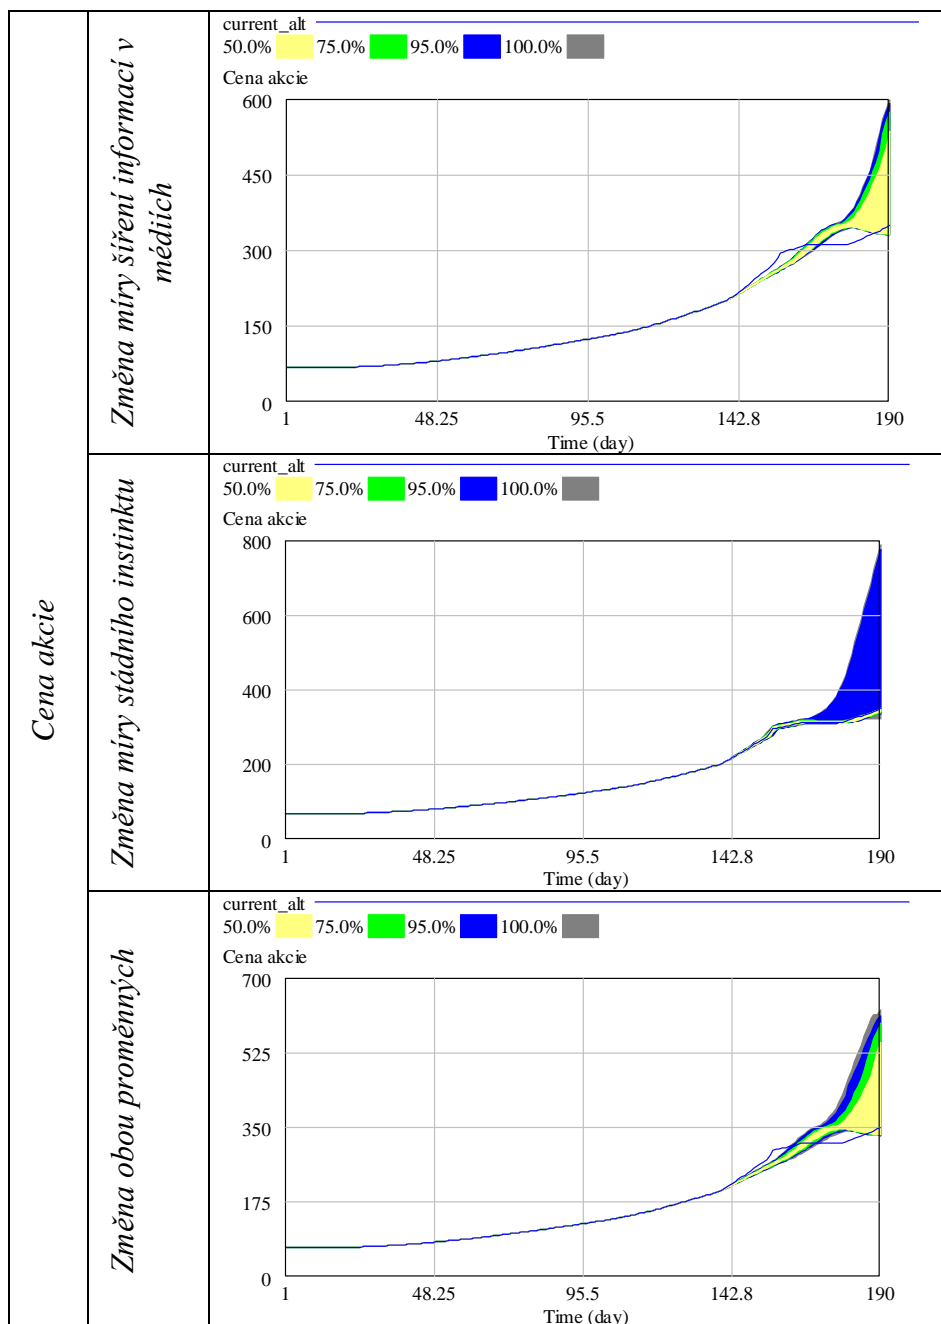 Cena akcie
Změna míry šíření informací v
médiích
current_alt
50.0% 75.0% 95.0% 100.0%
Cena akcie
600
450
300
150
0
1 48.25 95.5 142.8 190
Time (day)
Změna míry stádního instinktu
current_alt
50.0% 75.0% 95.0% 100.0%
Cena akcie
800
600
400
200
0
1 48.25 95.5 142.8 190
Time (day)
Změna obou proměnných
current_alt
50.0% 75.0% 95.0% 100.0%
Cena akcie
700
525
350
175
0
1 48.25 95.5 142.8 190
Time (day)